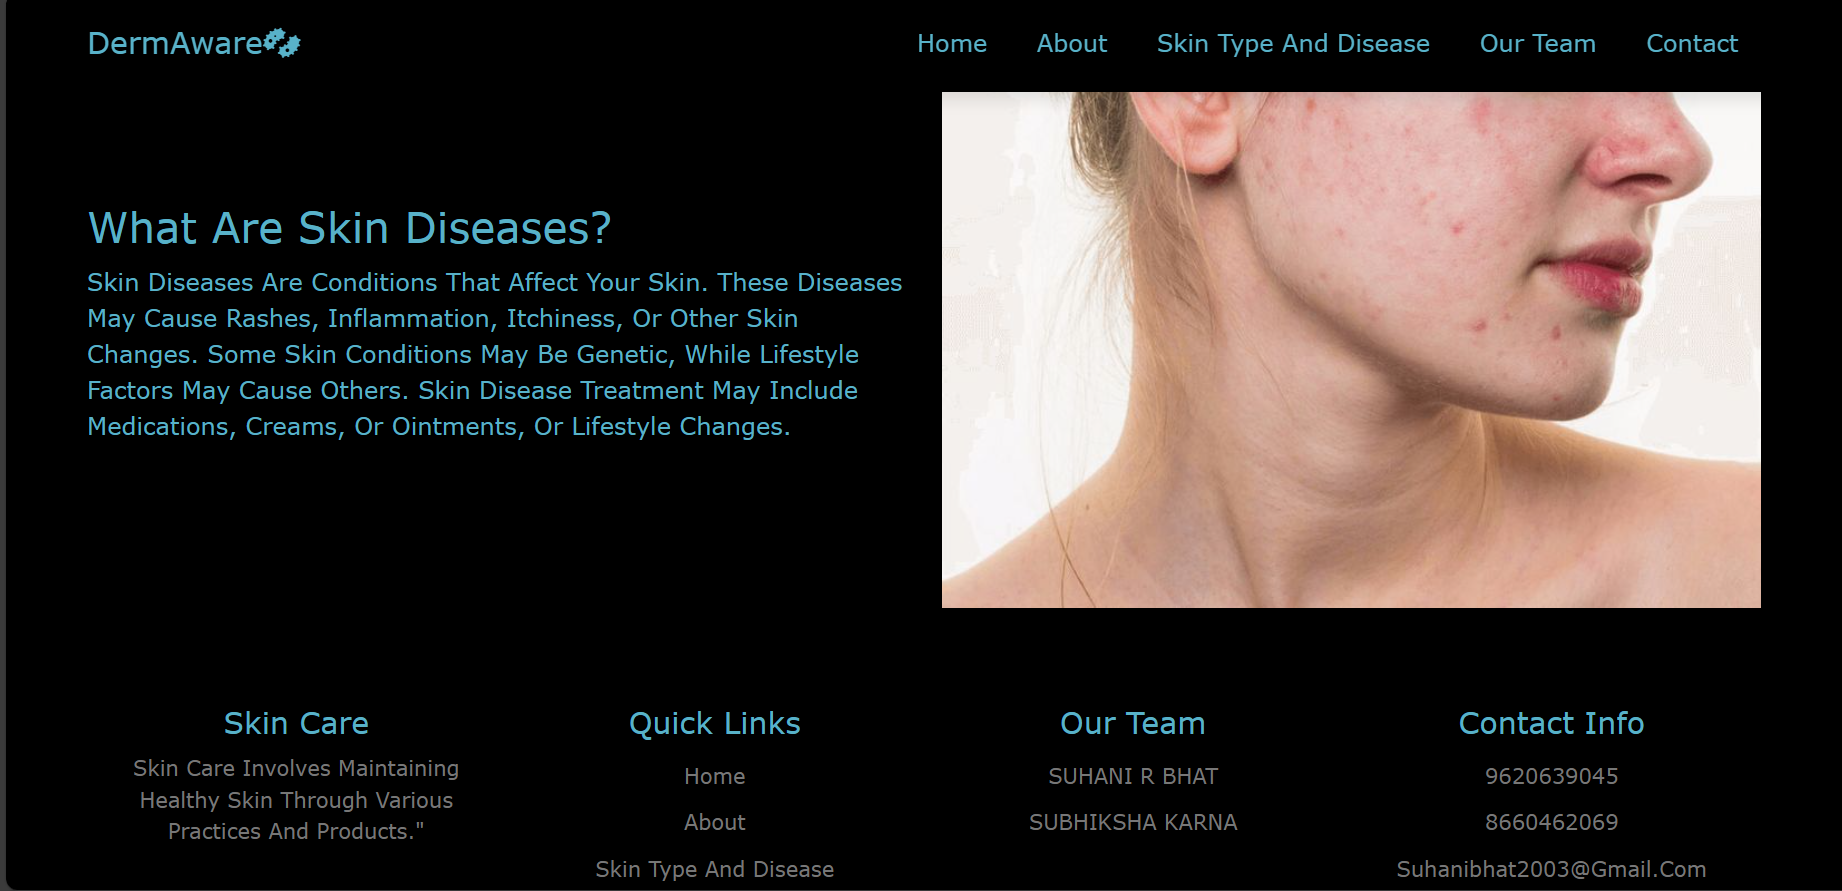 DermAware
Home About Skin Type And Disease Our Team Contact
What Are Skin Diseases?
Skin Diseases Are Conditions That Affect Your Skin. These Diseases
May Cause Rashes, Inflammation, Itchiness, Or Other Skin
Changes. Some Skin Conditions May Be Genetic, While Lifestyle
Factors May Cause Others. Skin Disease Treatment May Include
Medications, Creams, Or Ointments, Or Lifestyle Changes.
Skin Care
Skin Care Involves Maintaining
Healthy Skin Through Various
Practices And Products."
Quick Links
Home
About
Skin Type And Disease
Our Team
SUHANI R BHAT
SUBHIKSHA KARNA
Contact Info
9620639045
8660462069
Suhanibhat2003@Gmail.Com